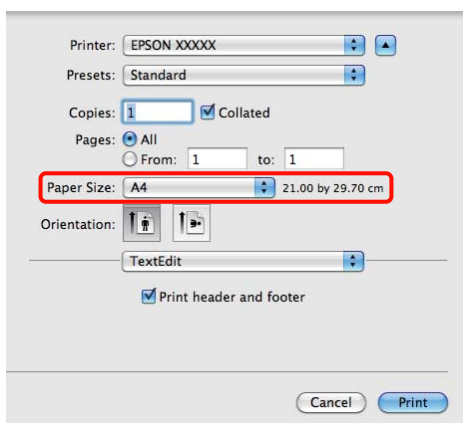 Printer: EPSON XXXXX
Presets: Standard
Copies: 1 Collated
Pages: All
From: 1 to: 1
Paper Size: A4 21.00 by 29.70 cm
Orientation:
TextEdit
Print header and footer
Cancel Print